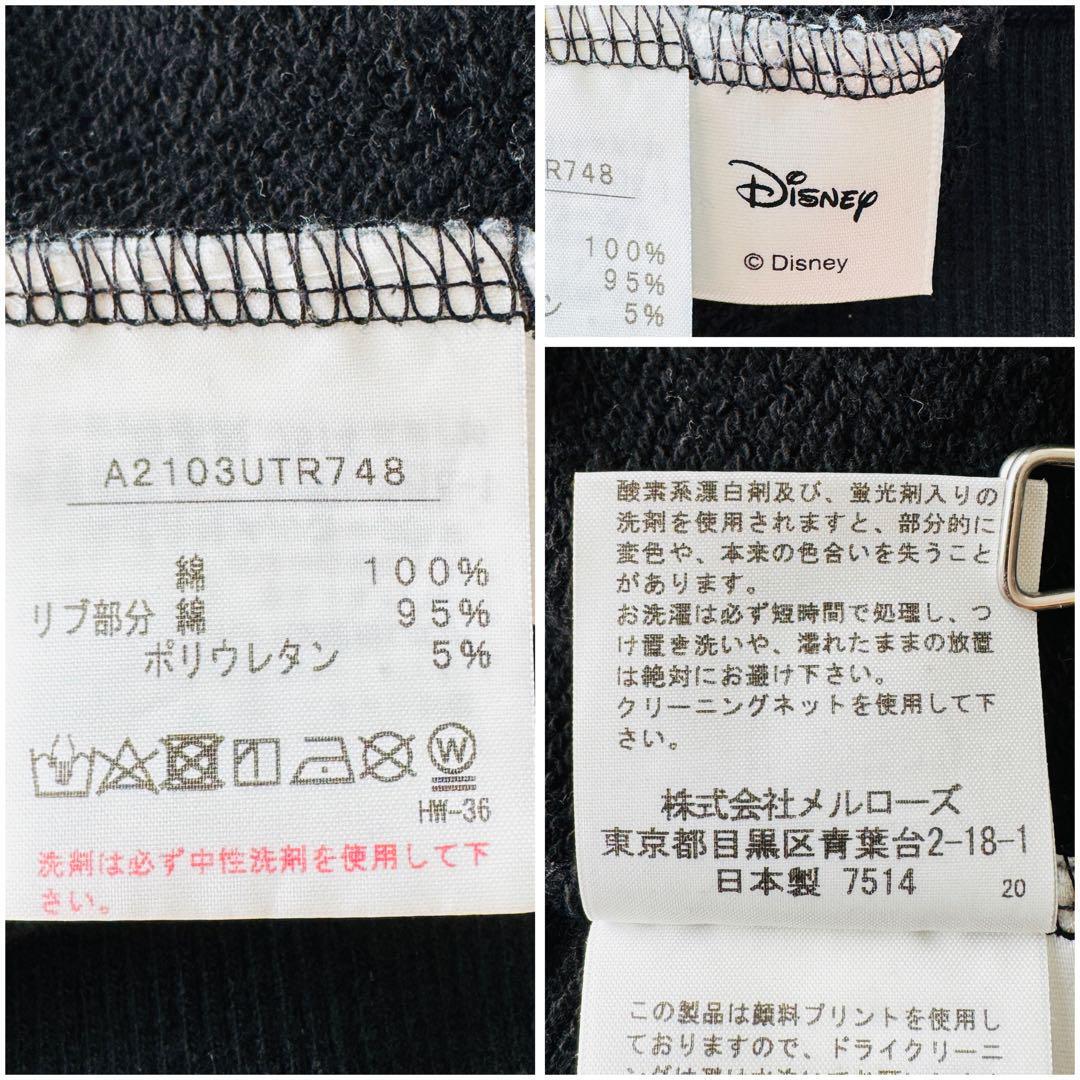 A2103UTR748
綿 100%
リブ部分 綿 95%
ポリウレタン 5%
HW-36
洗剤は必ず中性洗剤を使用して下
さい。
R748
100%
95%
ン 5%
Disney
© Disney
酸素系漂白剤及び、蛍光剤入りの
洗剤を使用されますと、部分的に
変色や、本来の色合いを失うこと
があります。
お洗濯は必ず短時間で処理し、つ
け置き洗いや、濡れたままの放置
は絶対にお避け下さい。
クリーニングネットを使用して下
さい。
株式会社メルローズ
東京都目黒区青葉台2-18-1
日本製 7514
20
この製品は顔料プリントを使用し
ておりますので、ドライクリーニ